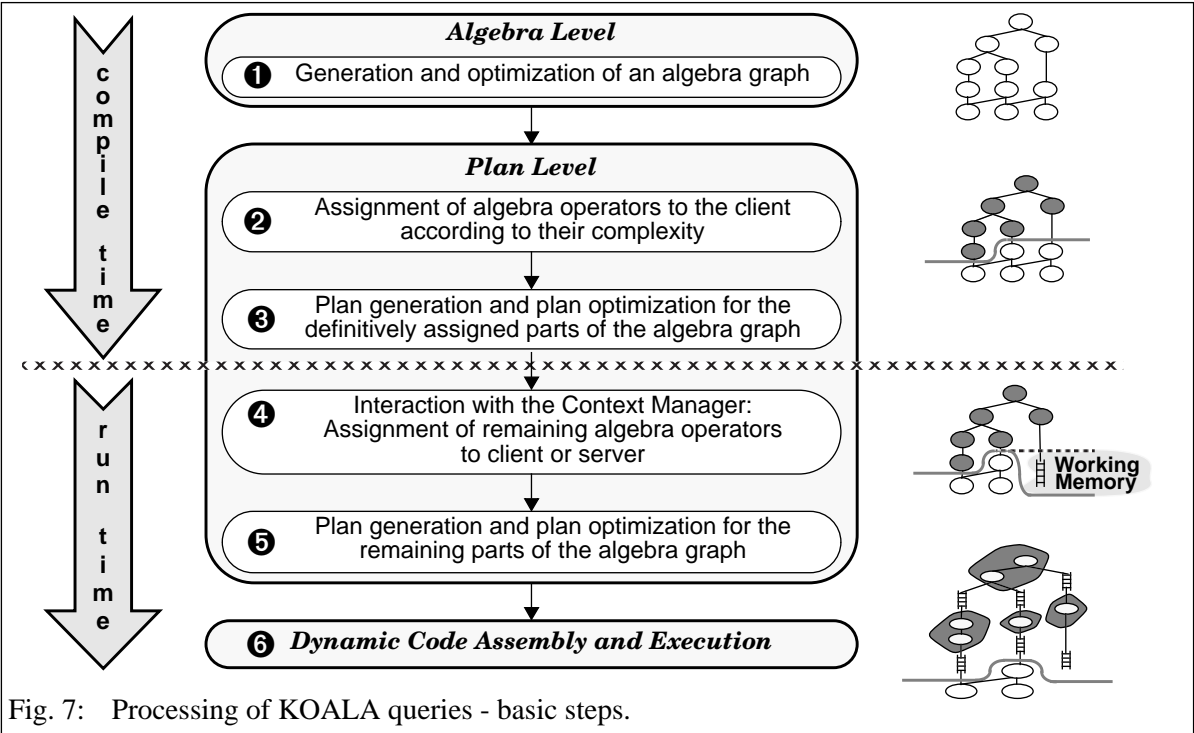 compile time
Algebra Level
❶ Generation and optimization of an algebra graph
Plan Level
❷ Assignment of algebra operators to the client
according to their complexity
❸ Plan generation and plan optimization for the
definitively assigned parts of the algebra graph
run time
❹ Interaction with the Context Manager:
Assignment of remaining algebra operators
to client or server
Working
Memory
❺ Plan generation and plan optimization for the
remaining parts of the algebra graph
❻ Dynamic Code Assembly and Execution
Fig. 7: Processing of KOALA queries - basic steps.